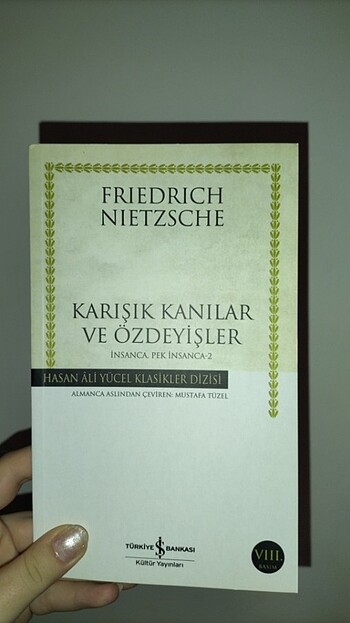 FRIEDRICH
NIETZSCHE
KARIŞIK KANILAR
VE ÖZDEYİŞLER
İNSANCA, PEK İNSANCA-2
HASAN ÂLİ YÜCEL KLASİKLER DİZİSİ
ALMANCA ASLINDAN ÇEVİREN: MUSTAFA TÜZEL
TÜRKİYE İŞ BANKASI
Kültür Yayınları
VIII.
BASIM